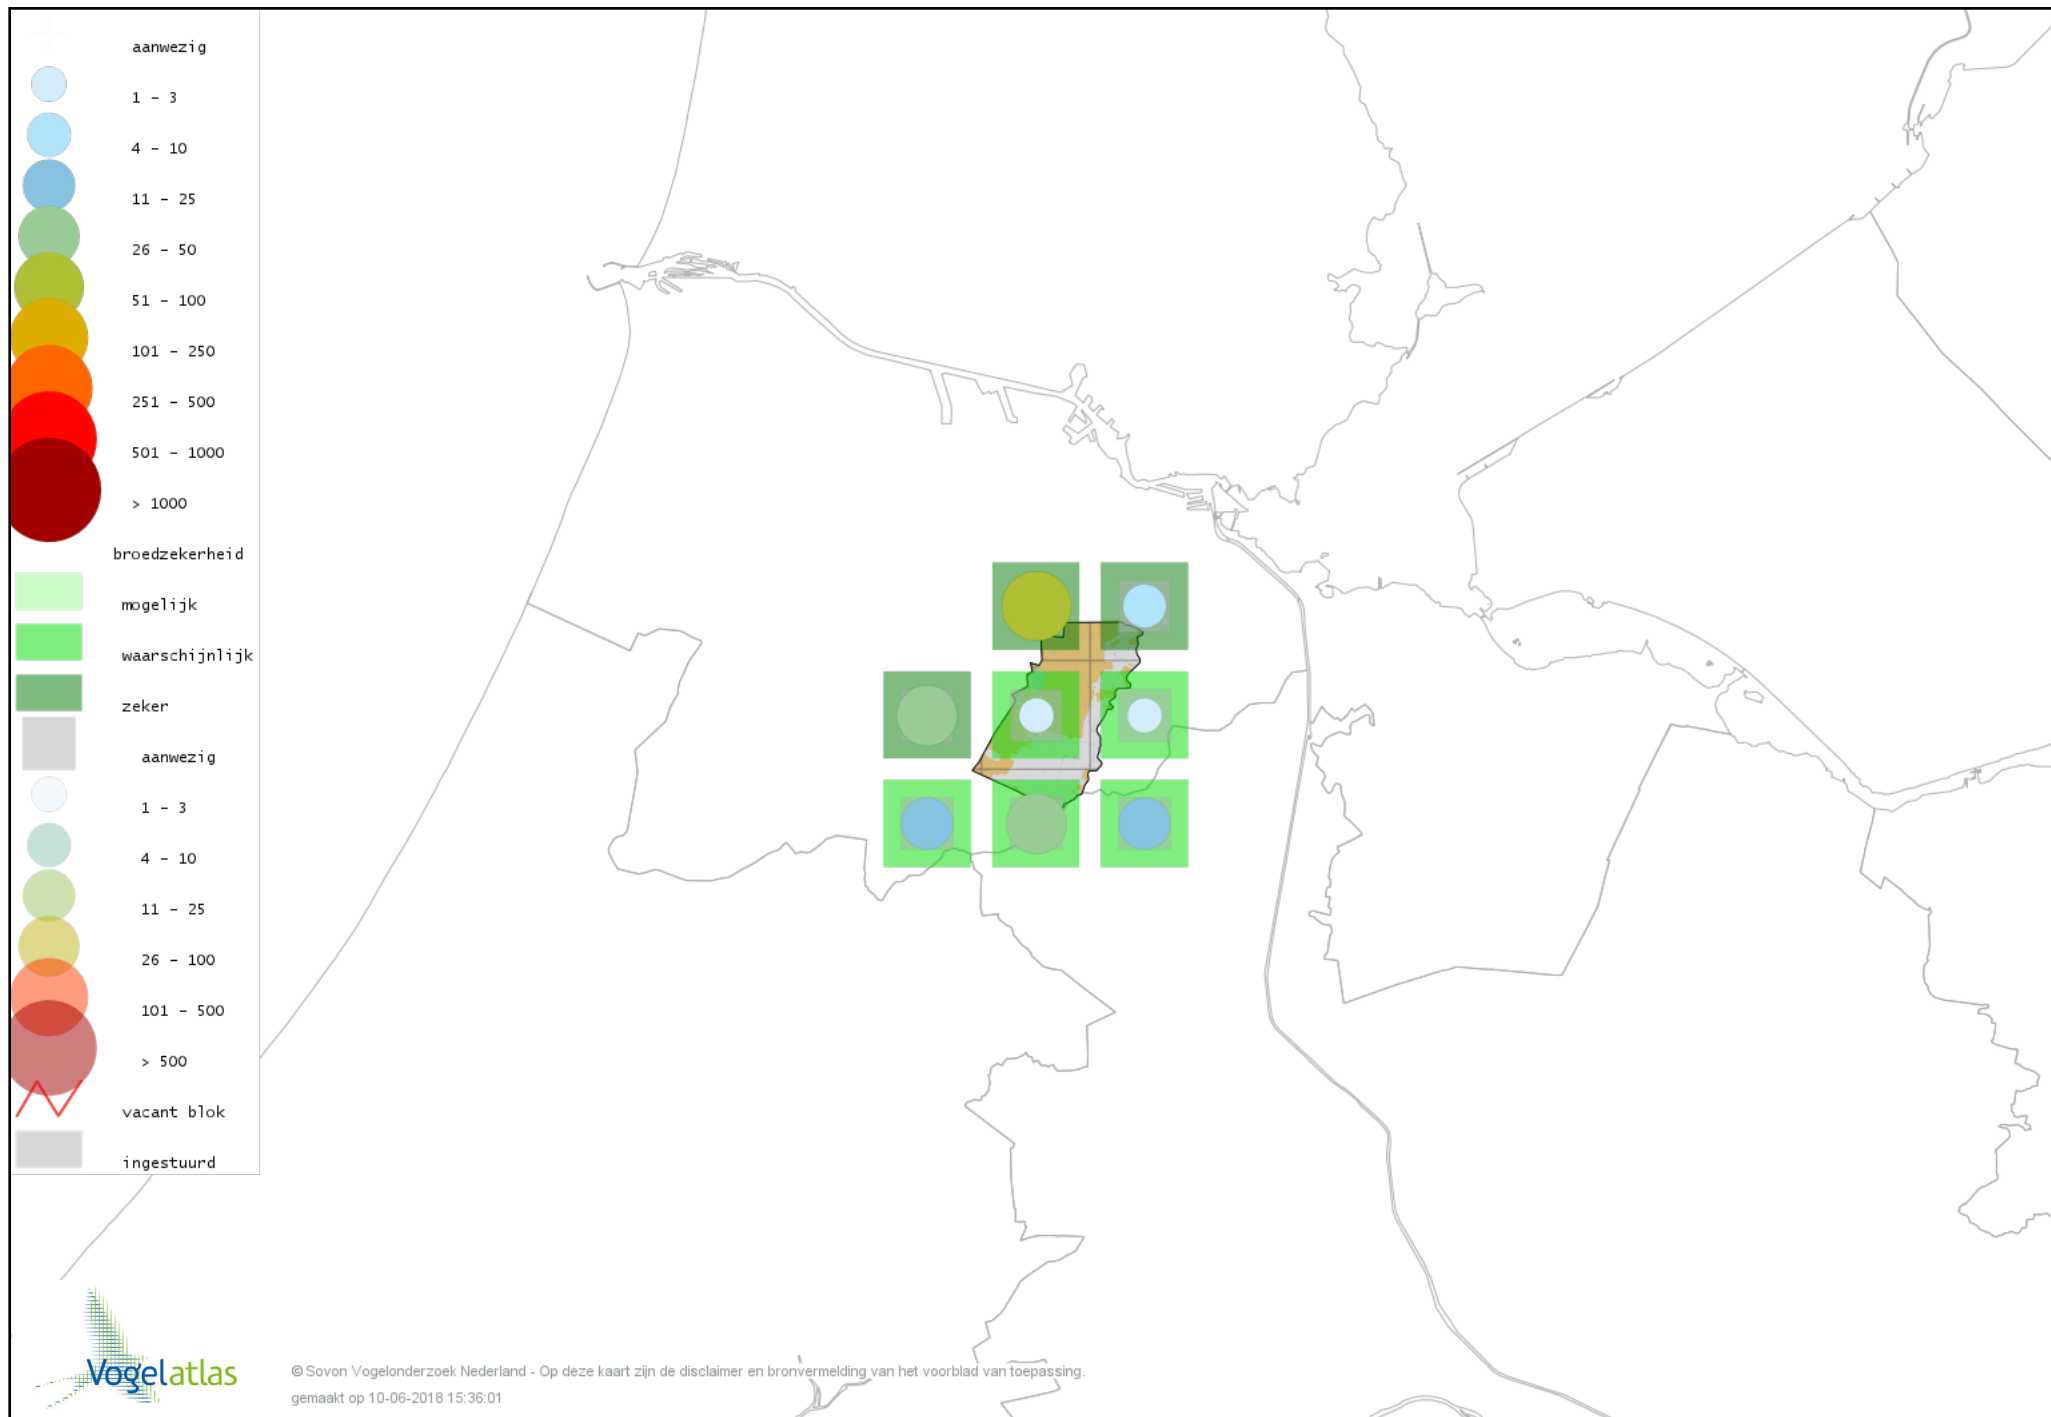 aanwezig
1 - 3
4 - 10
11 - 25
26 - 50
51 - 100
101 - 250
251 - 500
501 - 1000
> 1000
broedzekerheid
mogelijk
waarschijnlijk
zeker
aanwezig
1 - 3
4 - 10
11 - 25
26 - 100
101 - 500
> 500
vacant blok
ingestuurd
Vogelatlas
© Sovon Vogelonderzoek Nederland - Op deze kaart zijn de disclaimer en bronvermelding van het voorblad van toepassing.
gemaakt op 10-06-2018 15:36:01